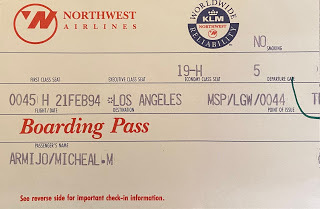 NORTHWEST
AIRLINES
WORLDWIDE
KLM
NORTHWEST
RELIABILITY
NO
SMOKING
19-H 5
FIRST CLASS SEAT EXECUTIVE CLASS SEAT ECONOMY CLASS SEAT DEPARTURE GATE
0045 H 21FEB94 LOS ANGELES MSP/LGW/0044
FLIGHT/DATE DESTINATION POINT OF ISSUE
Boarding Pass
PASSENGER'S NAME
ARMIJO/MICHEAL.M
See reverse side for important check-in information.